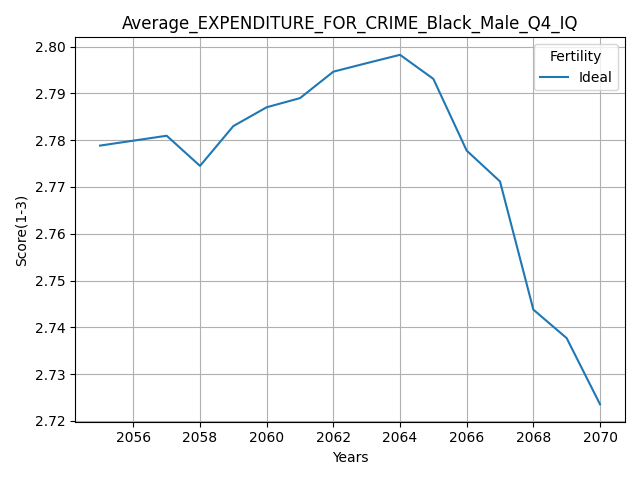 Average_EXPENDITURE_FOR_CRIME_Black_Male_Q4_IQ
Fertility
Ideal
Score(1-3)
2.80
2.79
2.78
2.77
2.76
2.75
2.74
2.73
2.72
2056 2058 2060 2062 2064 2066 2068 2070
Years